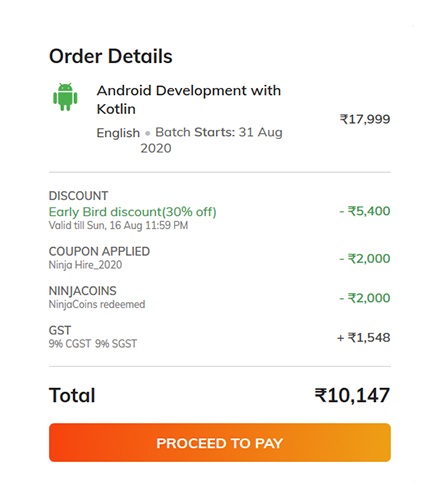 Order Details
Android Development with
Kotlin
₹17,999
English • Batch Starts: 31 Aug
2020
DISCOUNT
Early Bird discount(30% off)
- ₹5,400
Valid till Sun, 16 Aug 11:59 PM
COUPON APPLIED
- ₹2,000
Ninja Hire_2020
NINJACOINS
- ₹2,000
NinjaCoins redeemed
GST
+ ₹1,548
9% CGST 9% SGST
Total ₹10,147
PROCEED TO PAY